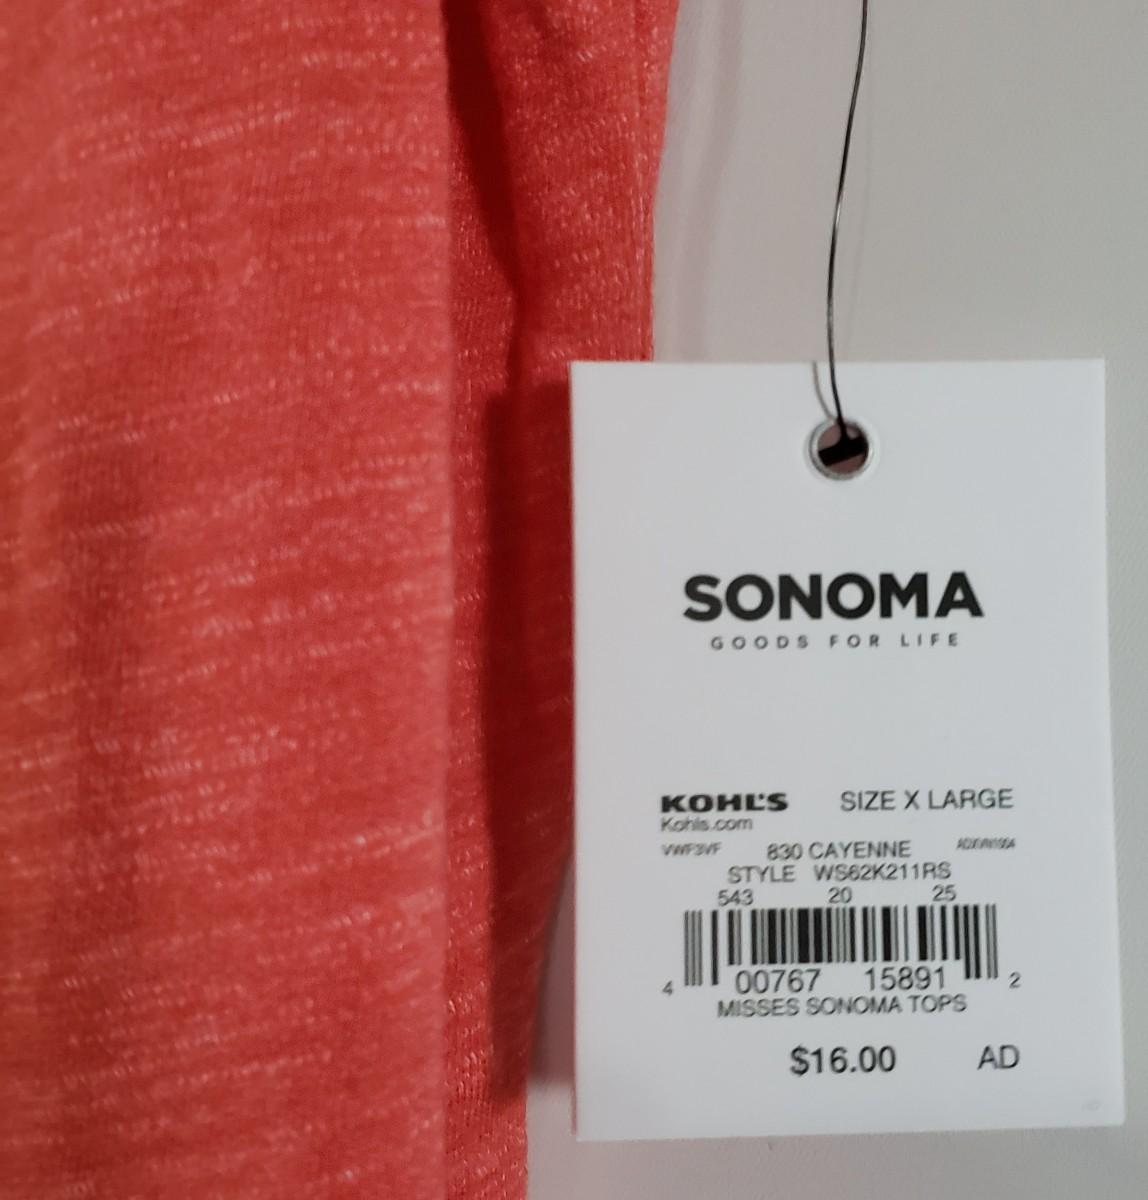 SONOMA
GOODS FOR LIFE
KOHL'S SIZE X LARGE
Kohls.com
VWF3VF 830 CAYENNE
STYLE WS62K211RS
543 20 25
4 00767 15891 2
MISSES SONOMA TOPS
$16.00 AD